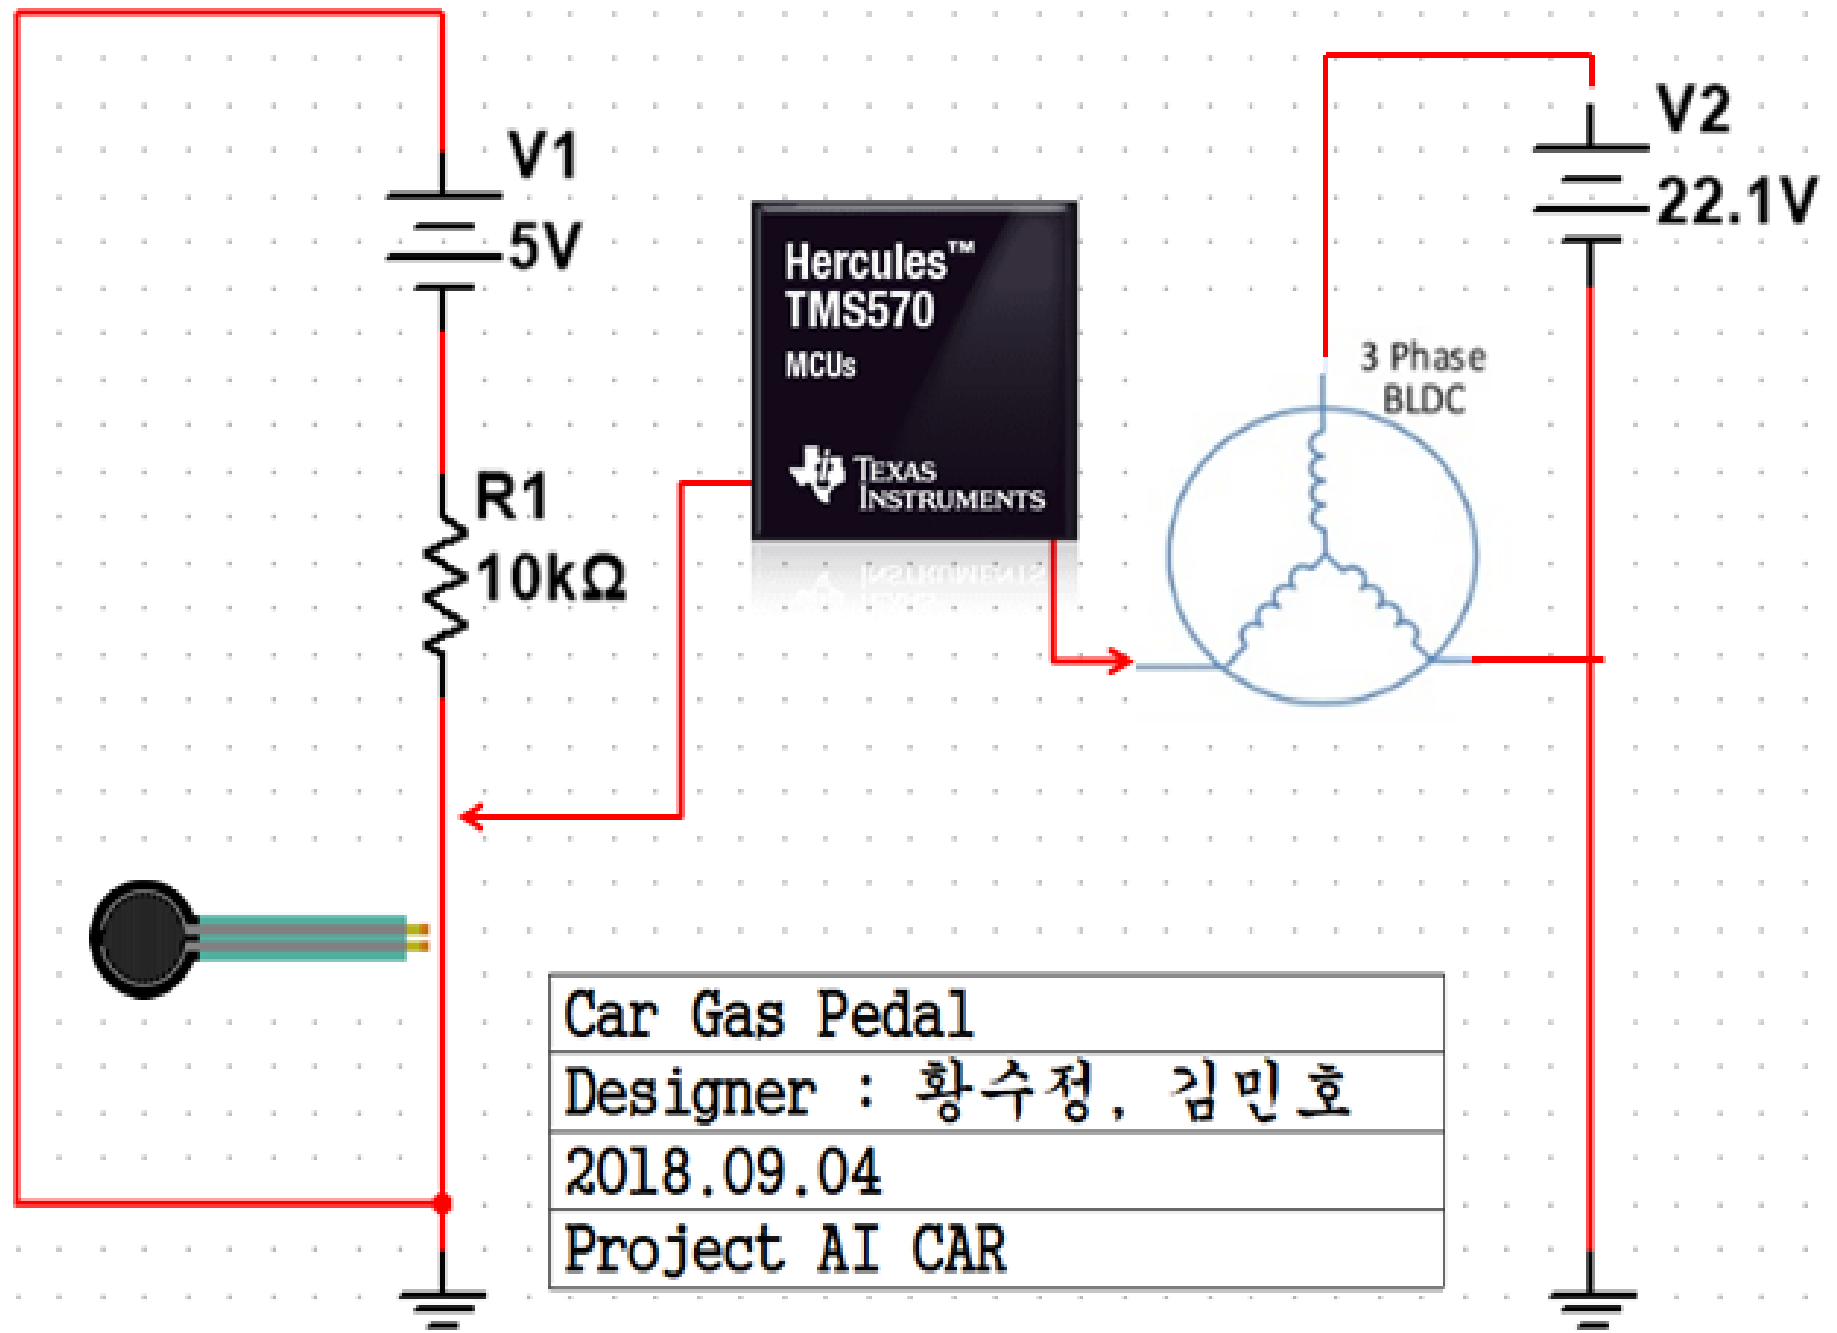 V1
5V
R1
10kΩ
Hercules™
TMS570
MCUs
TEXAS
INSTRUMENTS
3 Phase
BLDC
V2
22.1V
Car Gas Pedal
Designer : 황수정, 김민호
2018.09.04
Project AI CAR